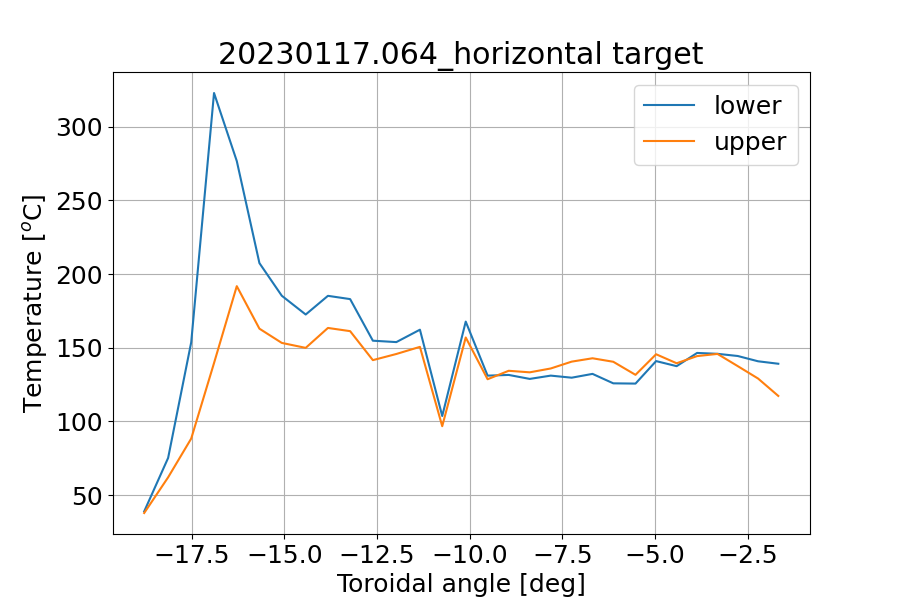 20230117.064_horizontal target
lower
upper
Temperature [°C]
300
250
200
150
100
50
−17.5 −15.0 −12.5 −10.0 −7.5 −5.0 −2.5
Toroidal angle [deg]